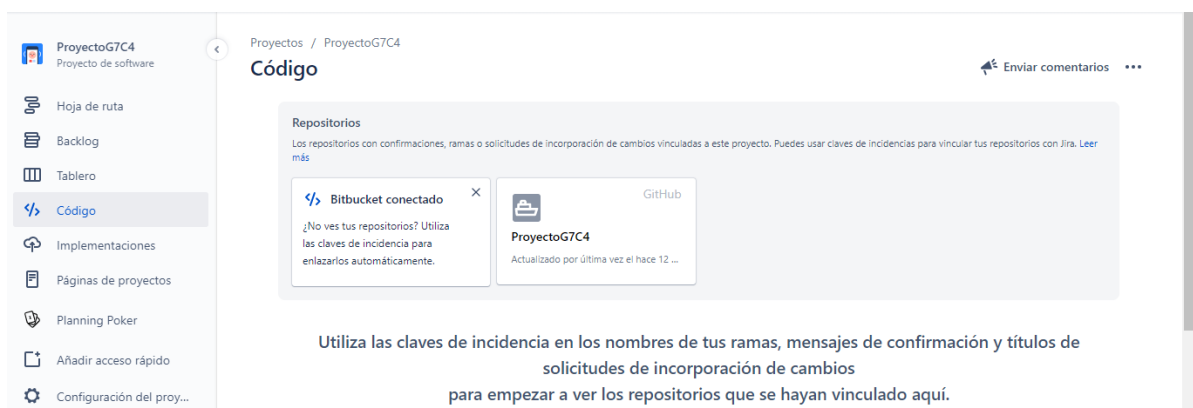 ProyectoG7C4
Proyecto de software
Hoja de ruta
Backlog
Tablero
Código
Implementaciones
Páginas de proyectos
Planning Poker
Añadir acceso rápido
Configuración del proy...
Proyectos / ProyectoG7C4
Código
Enviar comentarios
Repositorios
Los repositorios con confirmaciones, ramas o solicitudes de incorporación de cambios vinculadas a este proyecto. Puedes usar claves de incidencias para vincular tus repositorios con Jira. Leer
más
Bitbucket conectado
¿No ves tus repositorios? Utiliza
las claves de incidencia para
enlazarlos automáticamente.
GitHub
ProyectoG7C4
Actualizado por última vez el hace 12 ...
Utiliza las claves de incidencia en los nombres de tus ramas, mensajes de confirmación y títulos de
solicitudes de incorporación de cambios
para empezar a ver los repositorios que se hayan vinculado aquí.